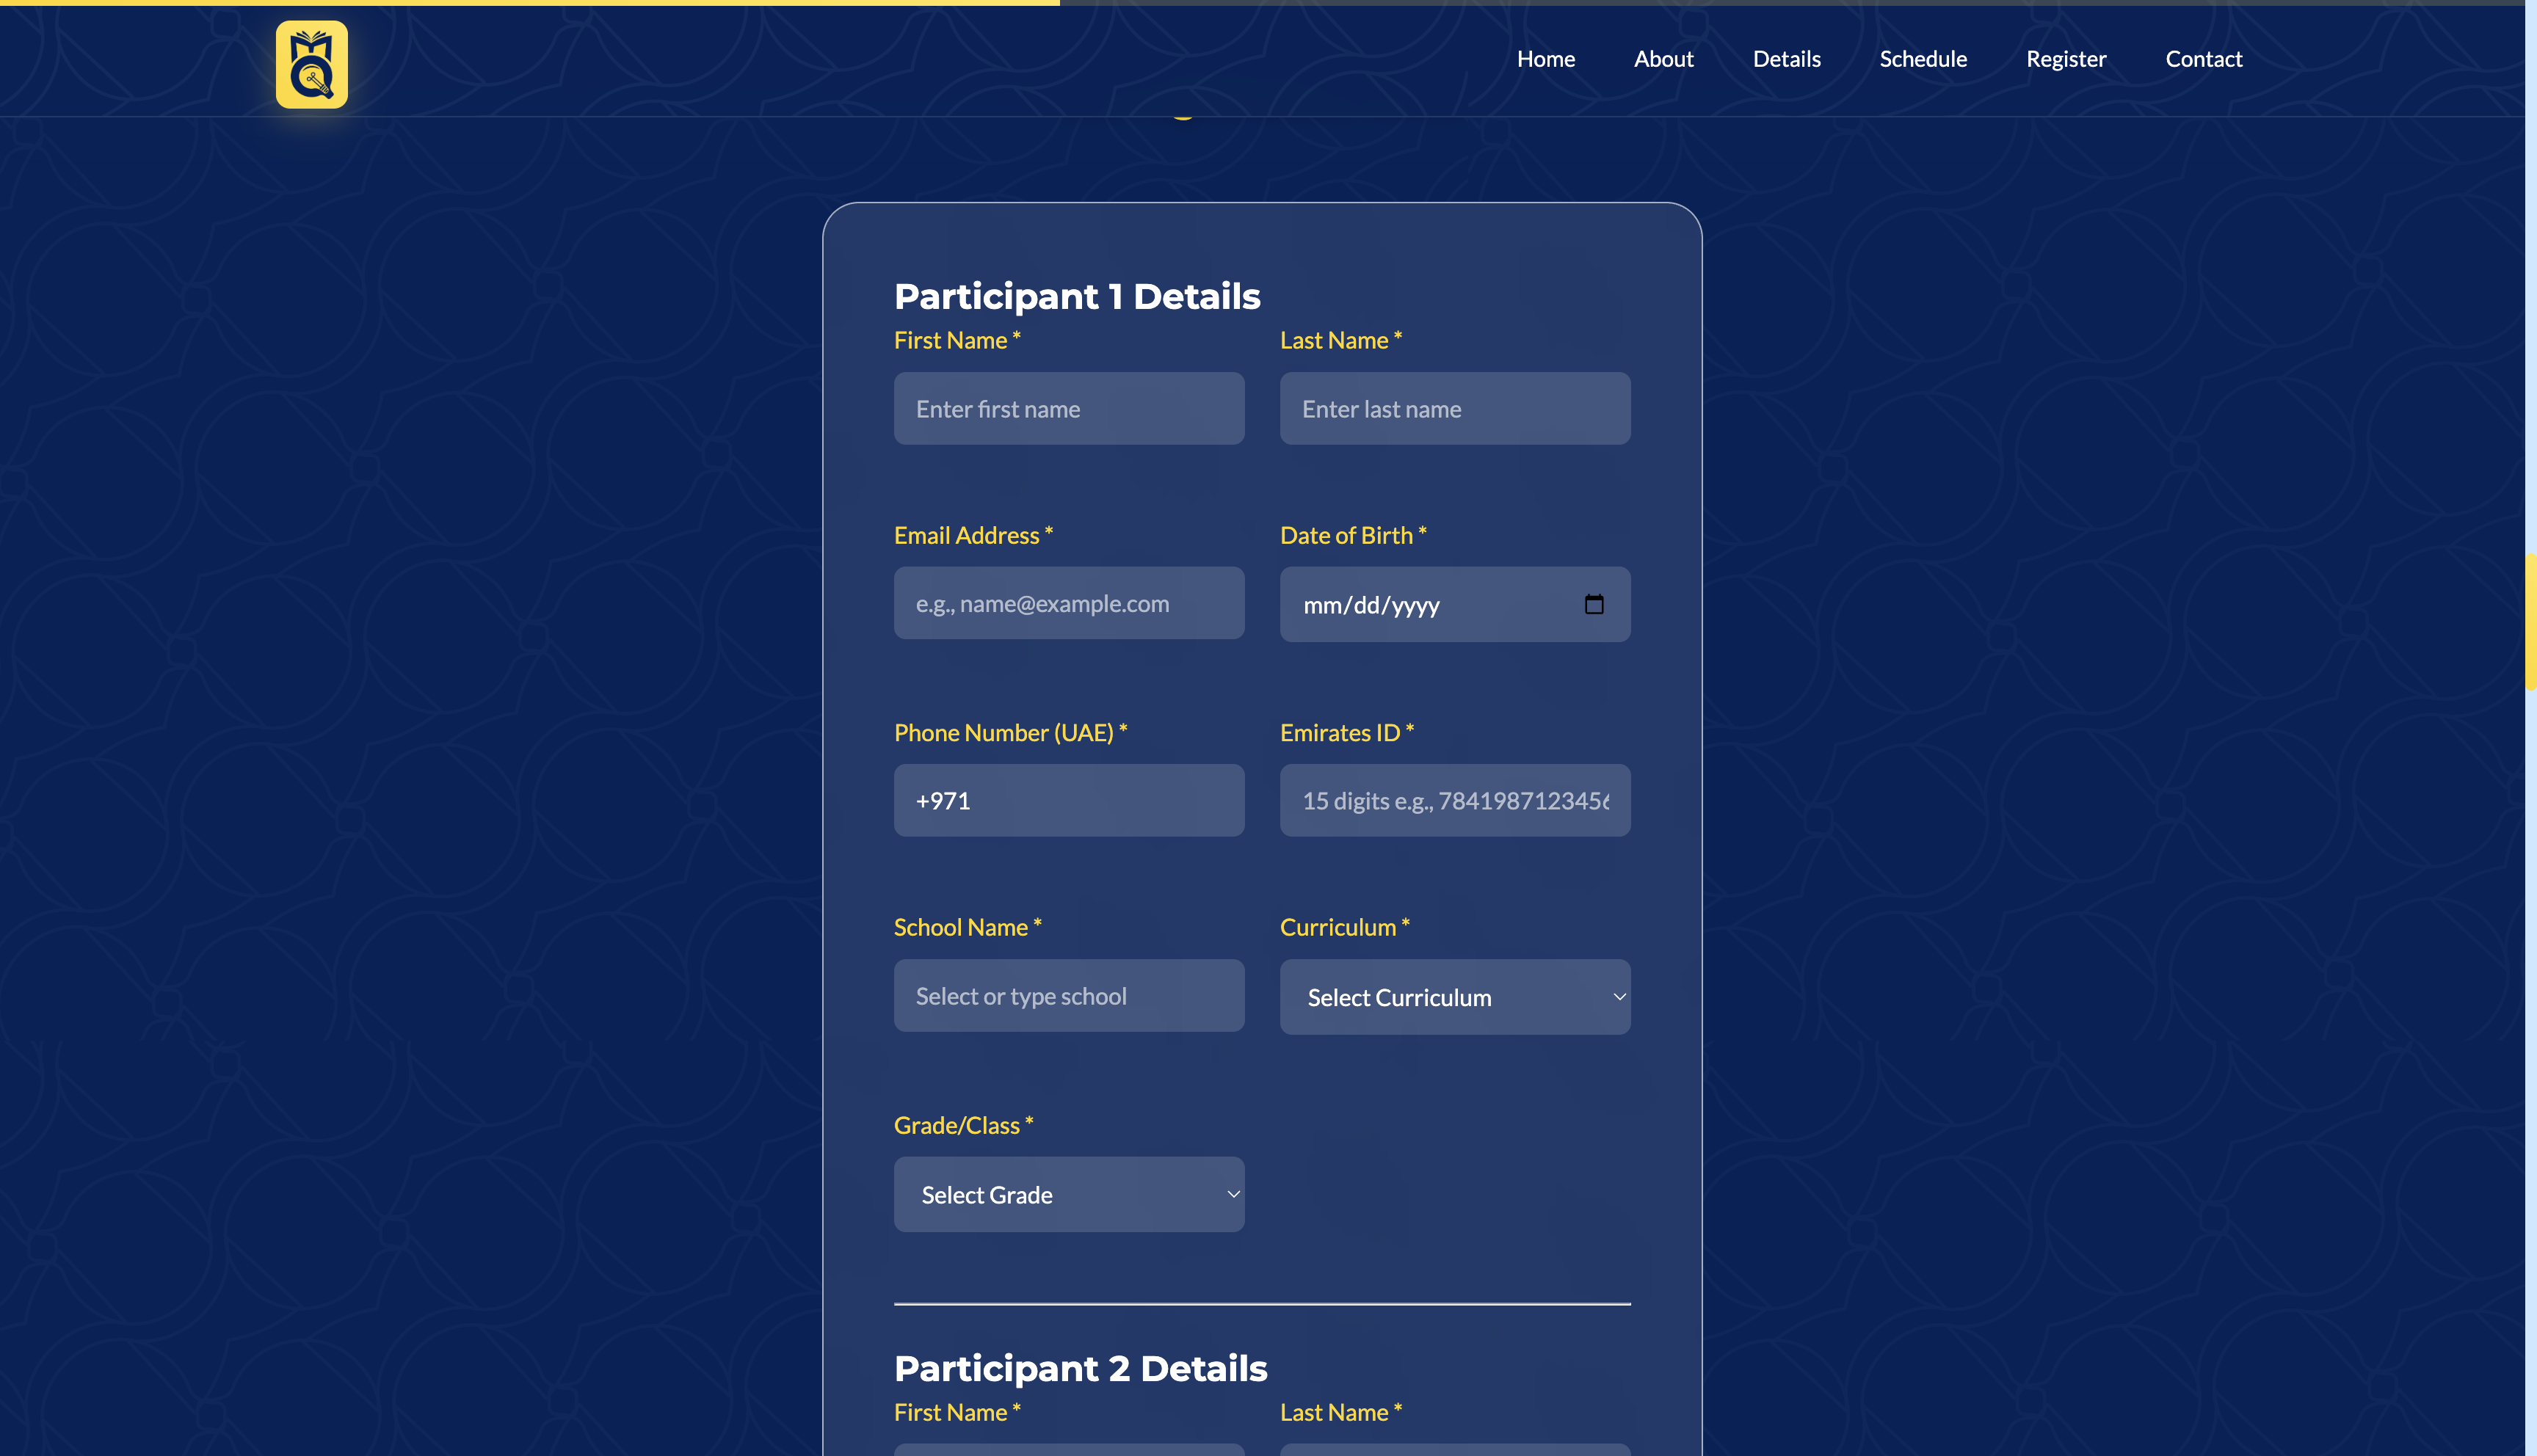 Home About Details Schedule Register Contact
Participant 1 Details
First Name * Last Name *
Enter first name Enter last name
Email Address * Date of Birth *
e.g., name@example.com mm/dd/yyyy
Phone Number (UAE) * Emirates ID *
+971 15 digits e.g., 7841987123456
School Name * Curriculum *
Select or type school Select Curriculum
Grade/Class *
Select Grade
Participant 2 Details
First Name * Last Name *